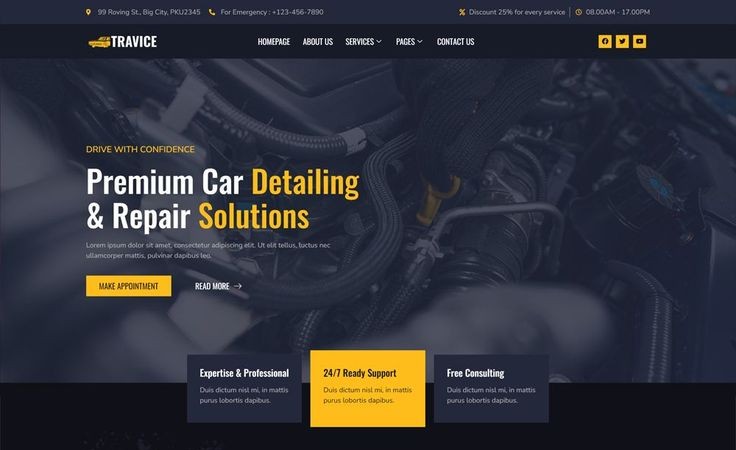 99 Roving St., Big City, PKU2345
For Emergency : +123-456-7890
Discount 25% for every service
08.00AM - 17.00PM
TRAVICE
HOMEPAGE
ABOUT US
SERVICES
PAGES
CONTACT US
DRIVE WITH CONFIDENCE
Premium Car Detailing
& Repair Solutions
Lorem ipsum dolor sit amet, consectetur adipiscing elit. Ut elit tellus, luctus nec
ullamcorper mattis, pulvinar dapibus leo.
MAKE APPOINTMENT
READ MORE
Expertise & Professional
Duis dictum nisl mi, in mattis
purus lobortis dapibus.
24/7 Ready Support
Duis dictum nisl mi, in mattis
purus lobortis dapibus.
Free Consulting
Duis dictum nisl mi, in mattis
purus lobortis dapibus.